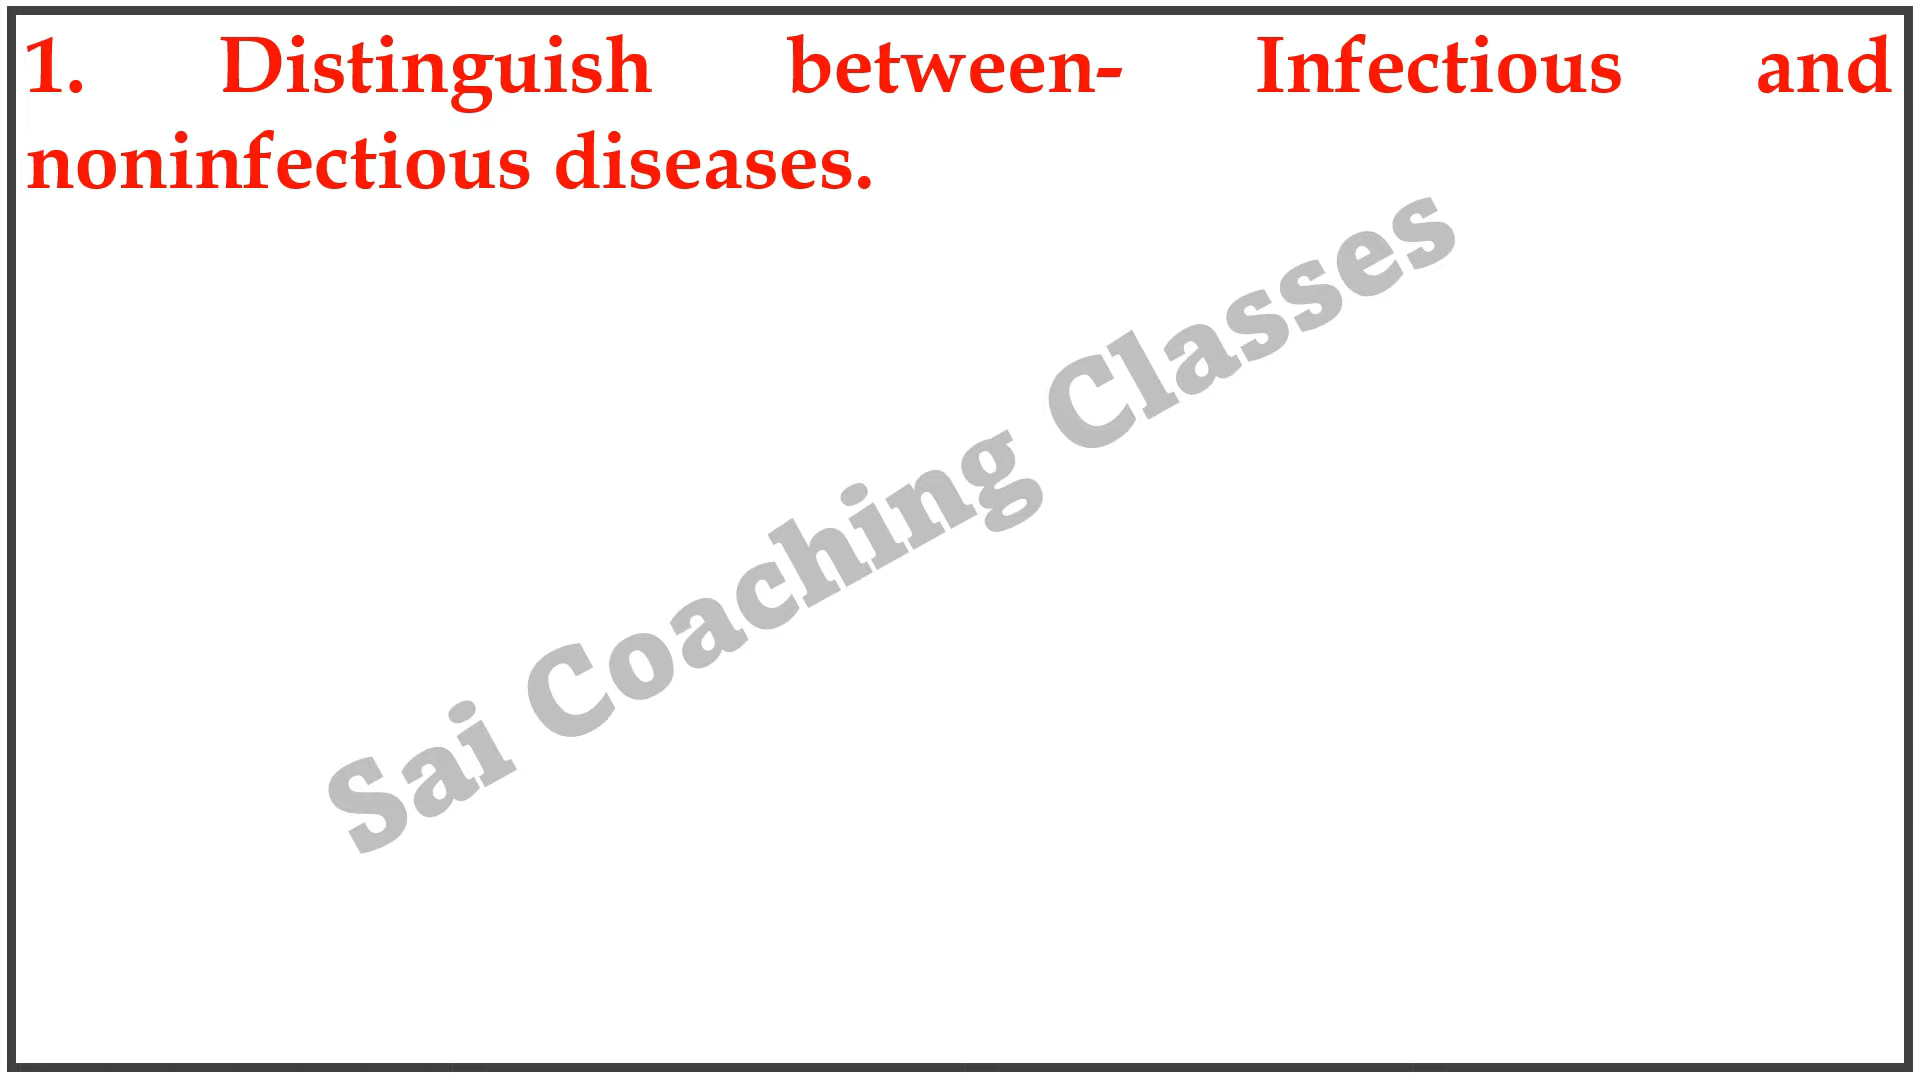 1. Distinguish between- Infectious and
noninfectious diseases.
Sai Coaching Classes